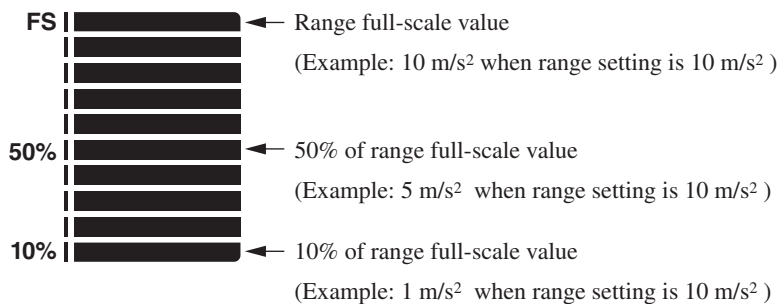 FS Range full-scale value
(Example: 10 m/s² when range setting is 10 m/s² )
50% 50% of range full-scale value
(Example: 5 m/s² when range setting is 10 m/s² )
10% 10% of range full-scale value
(Example: 1 m/s² when range setting is 10 m/s² )